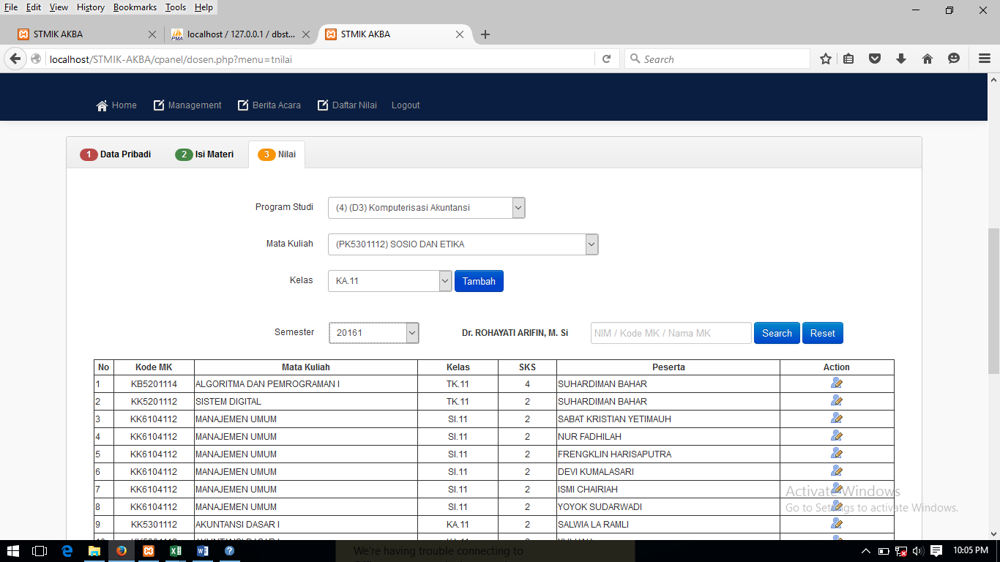 File Edit View History Bookmarks Tools Help
STMIK AKBA
PMA localhost / 127.0.0.1 / dbst...
STMIK AKBA
localhost/STMIK-AKBA/cpanel/dosen.php?menu=tnilai
Search
Home Management Berita Acara Daftar Nilai Logout
1 Data Pribadi 2 Isi Materi 3 Nilai
Program Studi (4) (D3) Komputerisasi Akuntansi
Mata Kuliah (PK5301112) SOSIO DAN ETIKA
Kelas KA.11 Tambah
Semester 20161 Dr. ROHAYATI ARIFIN, M. Si NIM / Kode MK / Nama MK Search Reset
No Kode MK Mata Kuliah Kelas SKS Peserta Action
1 KB5201114 ALGORITMA DAN PEMROGRAMAN I TK.11 4 SUHARDIMAN BAHAR
2 KK5201112 SISTEM DIGITAL TK.11 2 SUHARDIMAN BAHAR
3 KK6104112 MANAJEMEN UMUM SI.11 2 SABAT KRISTIAN YETIMAUH
4 KK6104112 MANAJEMEN UMUM SI.11 2 NUR FADHILAH
5 KK6104112 MANAJEMEN UMUM SI.11 2 FRENGKLIN HARISAPUTRA
6 KK6104112 MANAJEMEN UMUM SI.11 2 DEVI KUMALASARI
7 KK6104112 MANAJEMEN UMUM SI.11 2 ISMI CHAIRIAH
8 KK6104112 MANAJEMEN UMUM SI.11 2 YOYOK SUDARWADI
9 KK5301112 AKUNTANSI DASAR I KA.11 2 SALWIA LA RAMLI
Activate Windows
Go to Settings to activate Windows.
We're having trouble connecting to
10:05 PM